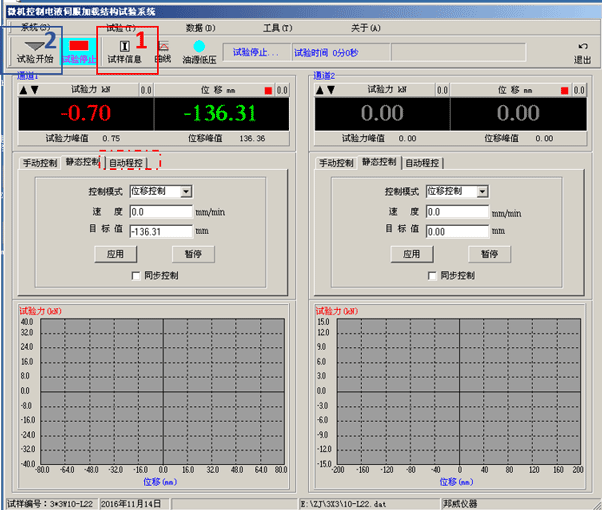 微机控制电液伺服加载结构试验系统
系统(S) 试验(T) 数据(D) 工具(T) 关于(A)
2 1
试验开始 试验停止 试样信息 曲线 油源低压 试验停止... 试验时间 0分0秒 退出
通道1 通道2
▲▼ 试验力 kN 0.0 位 移 mm 0.0
-0.70 -136.31
试验力峰值 0.75 位移峰值 136.36
▲▼ 试验力 kN 0.0 位 移 mm 0.0
0.00 0.00
试验力峰值 0.00 位移峰值 0.00
手动控制 静态控制 自动程控
控制模式 位移控制
速 度 0.0 mm/min
目 标 值 -136.31 mm
应用 暂停
同步控制
手动控制 静态控制 自动程控
控制模式 位移控制
速 度 0.0 mm/min
目 标 值 0.00 mm
应用 暂停
同步控制
试验力(kN)
40.0
32.0
24.0
16.0
8.0
0.0
-8.0
-16.0
-24.0
-32.0
-40.0
-80.0 -64.0 -48.0 -32.0 -16.0 0.0 16.0 32.0 48.0 64.0 80.0
位移(mm)
试验力(kN)
15.0
12.0
9.0
6.0
3.0
0.0
-3.0
-6.0
-9.0
-12.0
-15.0
-200 -160 -120 -80 -40 0 40 80 120 160 200
位移(mm)
试样编号：3*3W10-L22 2016年11月14日 E:\ZJ\3X3\10-L22.dat 邦威仪器